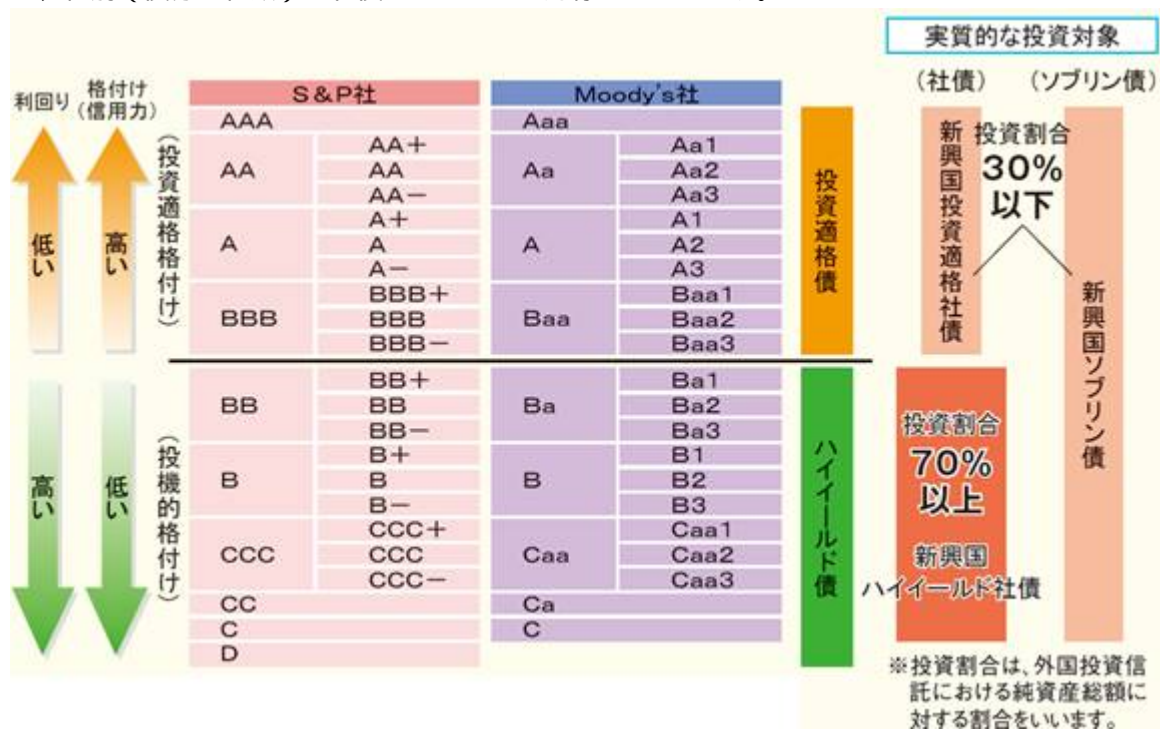 実質的な投資対象
利回り
格付け
(信用力)
S&P社
Moody's社
(社債)
(ソブリン債)
低い
高い
(投資適格格付け)
AAA
Aaa
AA
AA+
AA
AA−
Aa
Aa1
Aa2
Aa3
A
A+
A
A−
A
A1
A2
A3
BBB
BBB+
BBB
BBB−
Baa
Baa1
Baa2
Baa3
投資適格債
新興国投資適格社債
投資割合
30%
以下
新興国ソブリン債
高い
低い
(投機的格付け)
BB
BB+
BB
BB−
Ba
Ba1
Ba2
Ba3
B
B+
B
B−
B
B1
B2
B3
CCC
CCC+
CCC
CCC−
Caa
Caa1
Caa2
Caa3
CC
Ca
C
C
D
ハイイールド債
投資割合
70%
以上
新興国
ハイイールド社債
※投資割合は、外国投資信
託における純資産総額に
対する割合をいいます。